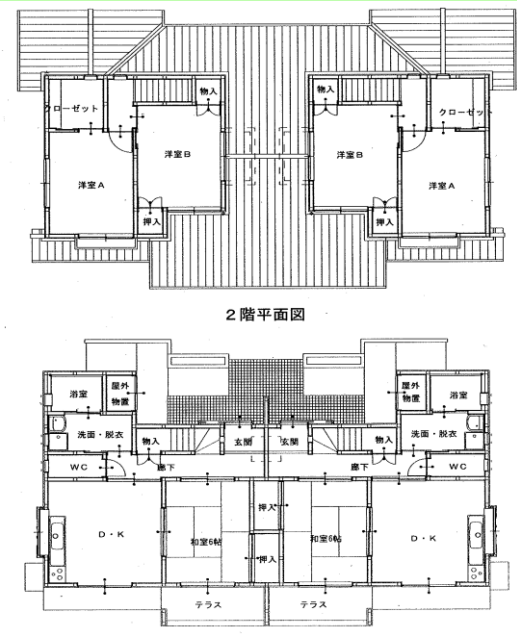 物入 物入
クローゼット クローゼット
洋室B 洋室B
洋室A 洋室A
押入 押入
2階平面図
浴室 屋外物置 屋外物置 浴室
洗面・脱衣 物入 玄関 玄関 物入 洗面・脱衣
WC 廊下 廊下 WC
押入
D・K 和室6帖 和室6帖 D・K
押入
テラス テラス